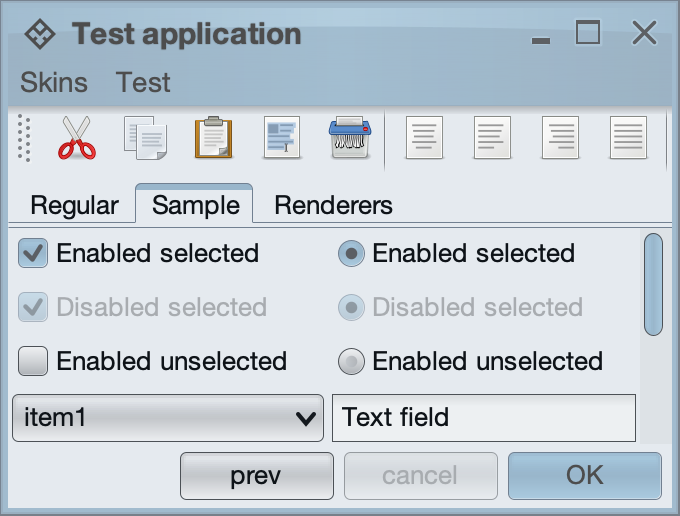 Test application
Skins Test
Regular Sample Renderers
Enabled selected Enabled selected
Disabled selected Disabled selected
Enabled unselected Enabled unselected
item1 Text field
prev cancel OK